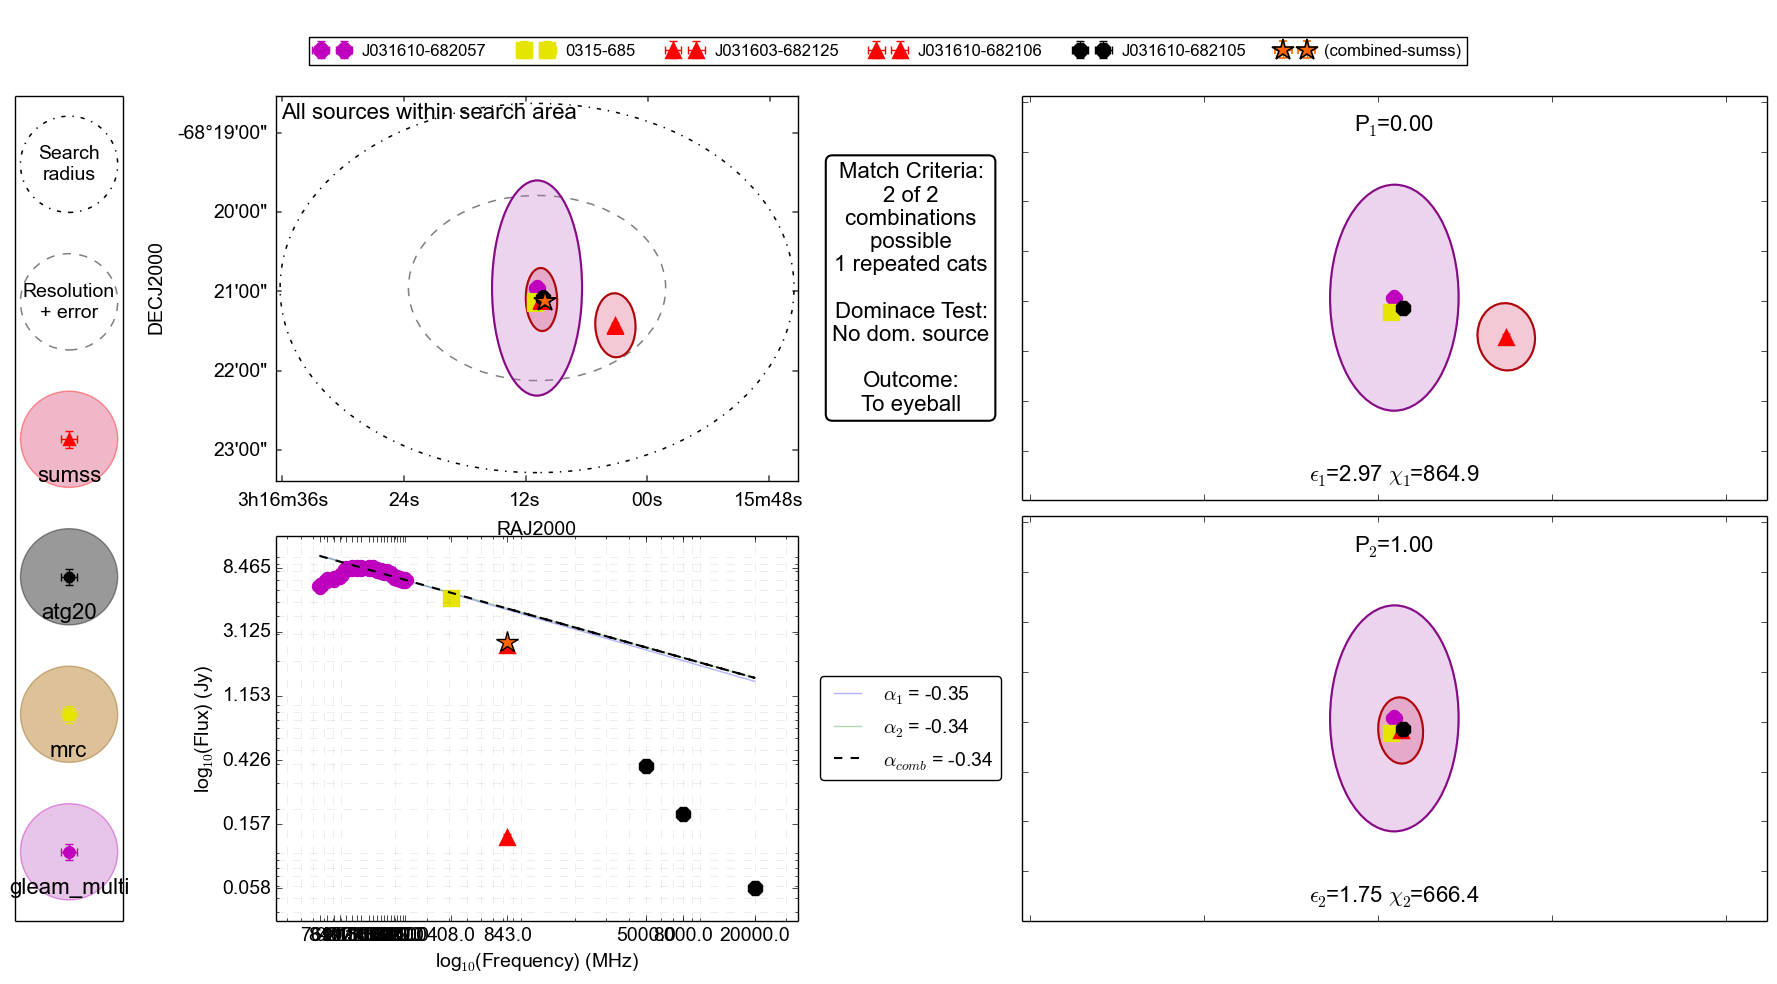 J031610-682057
0315-685
J031603-682125
J031610-682106
J031610-682105
(combined-sumss)
Search
radius
Resolution
+ error
sumss
atg20
mrc
gleam_multi
All sources within search area
DECJ2000
-68°19'00"
20'00"
21'00"
22'00"
23'00"
3h16m36s
24s
12s
00s
15m48s
RAJ2000
Match Criteria:
2 of 2
combinations
possible
1 repeated cats
Dominace Test:
No dom. source
Outcome:
To eyeball
P1=0.00
ϵ1=2.97 χ1=864.9
log10(Flux) (Jy)
8.465
3.125
1.153
0.426
0.157
0.058
408.0
843.0
5000.0
8000.0
20000.0
log10(Frequency) (MHz)
α1 = -0.35
α2 = -0.34
αcomb = -0.34
P2=1.00
ϵ2=1.75 χ2=666.4